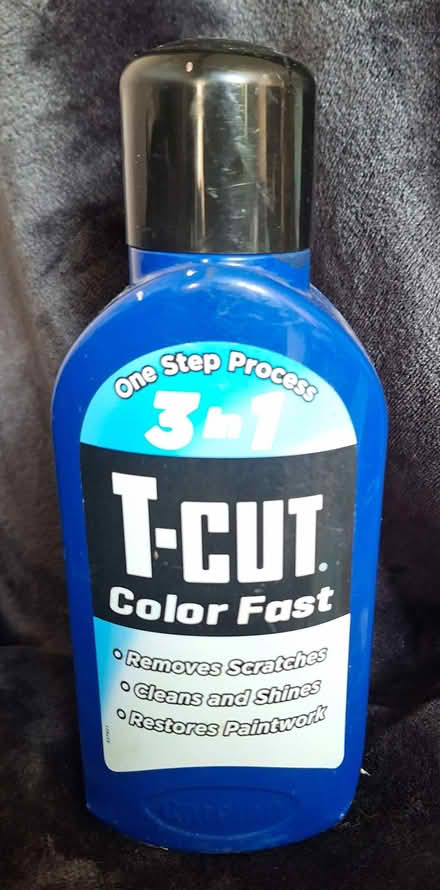 One Step Process
3 in 1
T-CUT®
Color Fast
• Removes Scratches
• Cleans and Shines
• Restores Paintwork